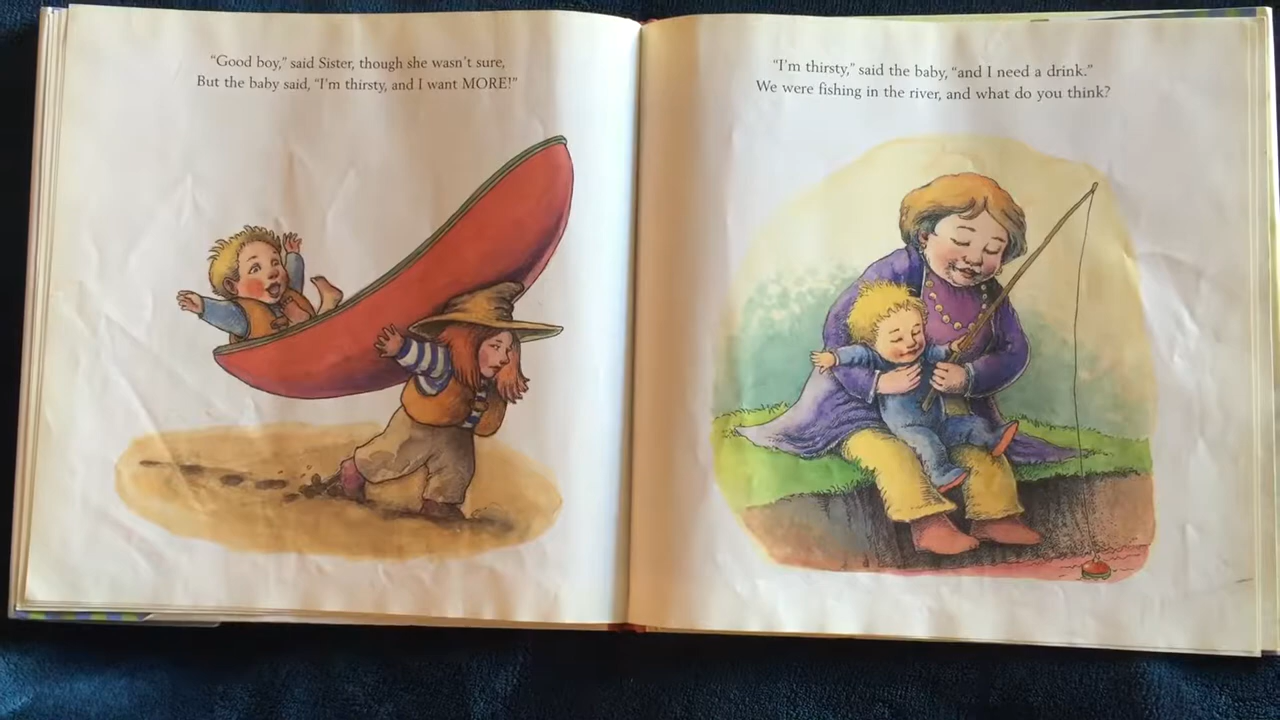 “Good boy,” said Sister, though she wasn't sure,
But the baby said, “I'm thirsty, and I want MORE!”
“I'm thirsty,” said the baby, “and I need a drink.”
We were fishing in the river, and what do you think?